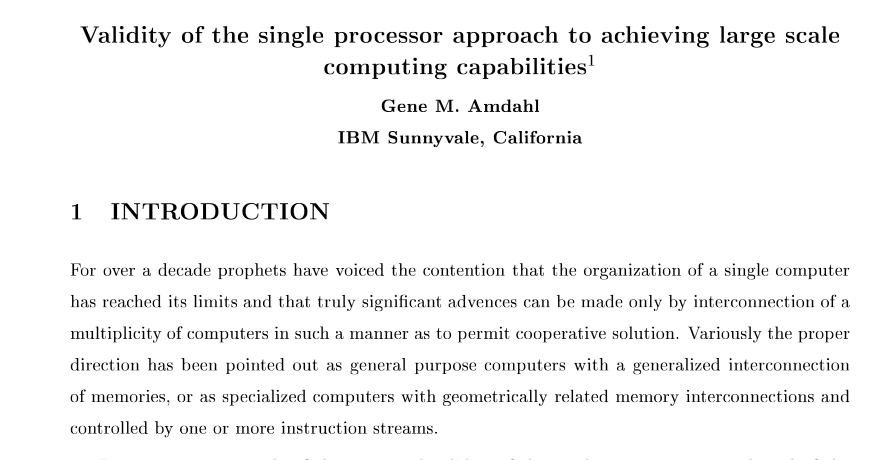 Validity of the single processor approach to achieving large scale
computing capabilities1
Gene M. Amdahl
IBM Sunnyvale, California
1 INTRODUCTION
For over a decade prophets have voiced the contention that the organization of a single computer
has reached its limits and that truly significant advences can be made only by interconnection of a
multiplicity of computers in such a manner as to permit cooperative solution. Variously the proper
direction has been pointed out as general purpose computers with a generalized interconnection
of memories, or as specialized computers with geometrically related memory interconnections and
controlled by one or more instruction streams.